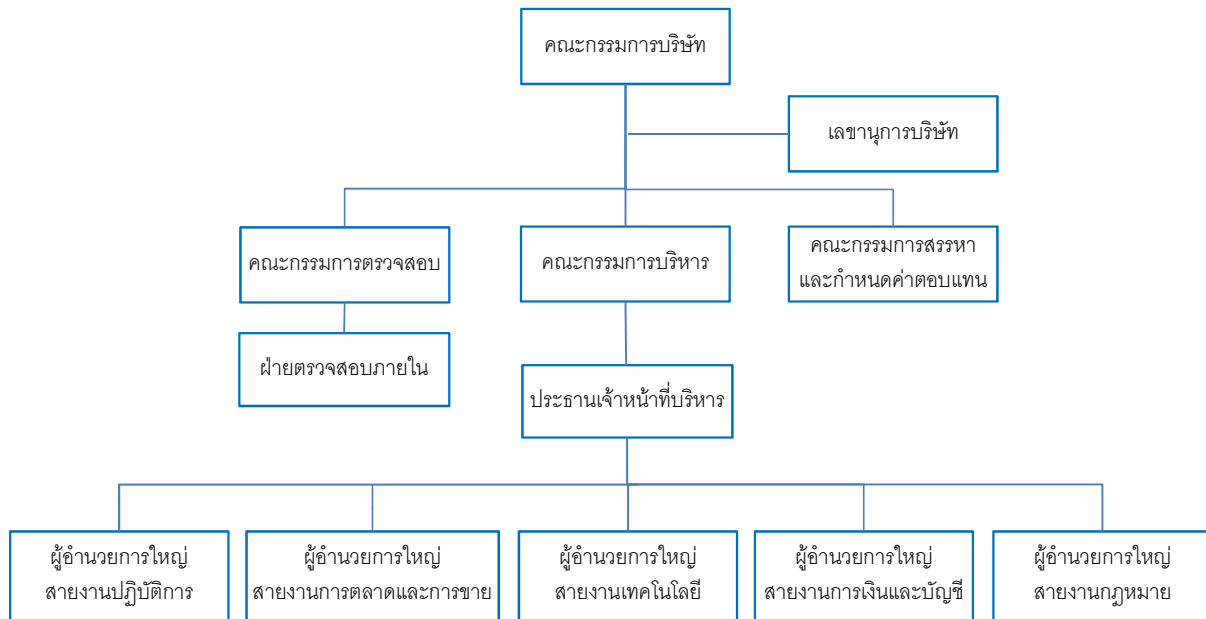 คณะกรรมการบริษัท
เลขานุการบริษัท
คณะกรรมการตรวจสอบ
คณะกรรมการบริหาร
คณะกรรมการสรรหา
และกำหนดค่าตอบแทน
ฝ่ายตรวจสอบภายใน
ประธานเจ้าหน้าที่บริหาร
ผู้อำนวยการใหญ่
สายงานปฏิบัติการ
ผู้อำนวยการใหญ่
สายงานการตลาดและการขาย
ผู้อำนวยการใหญ่
สายงานเทคโนโลยี
ผู้อำนวยการใหญ่
สายงานการเงินและบัญชี
ผู้อำนวยการใหญ่
สายงานกฎหมาย